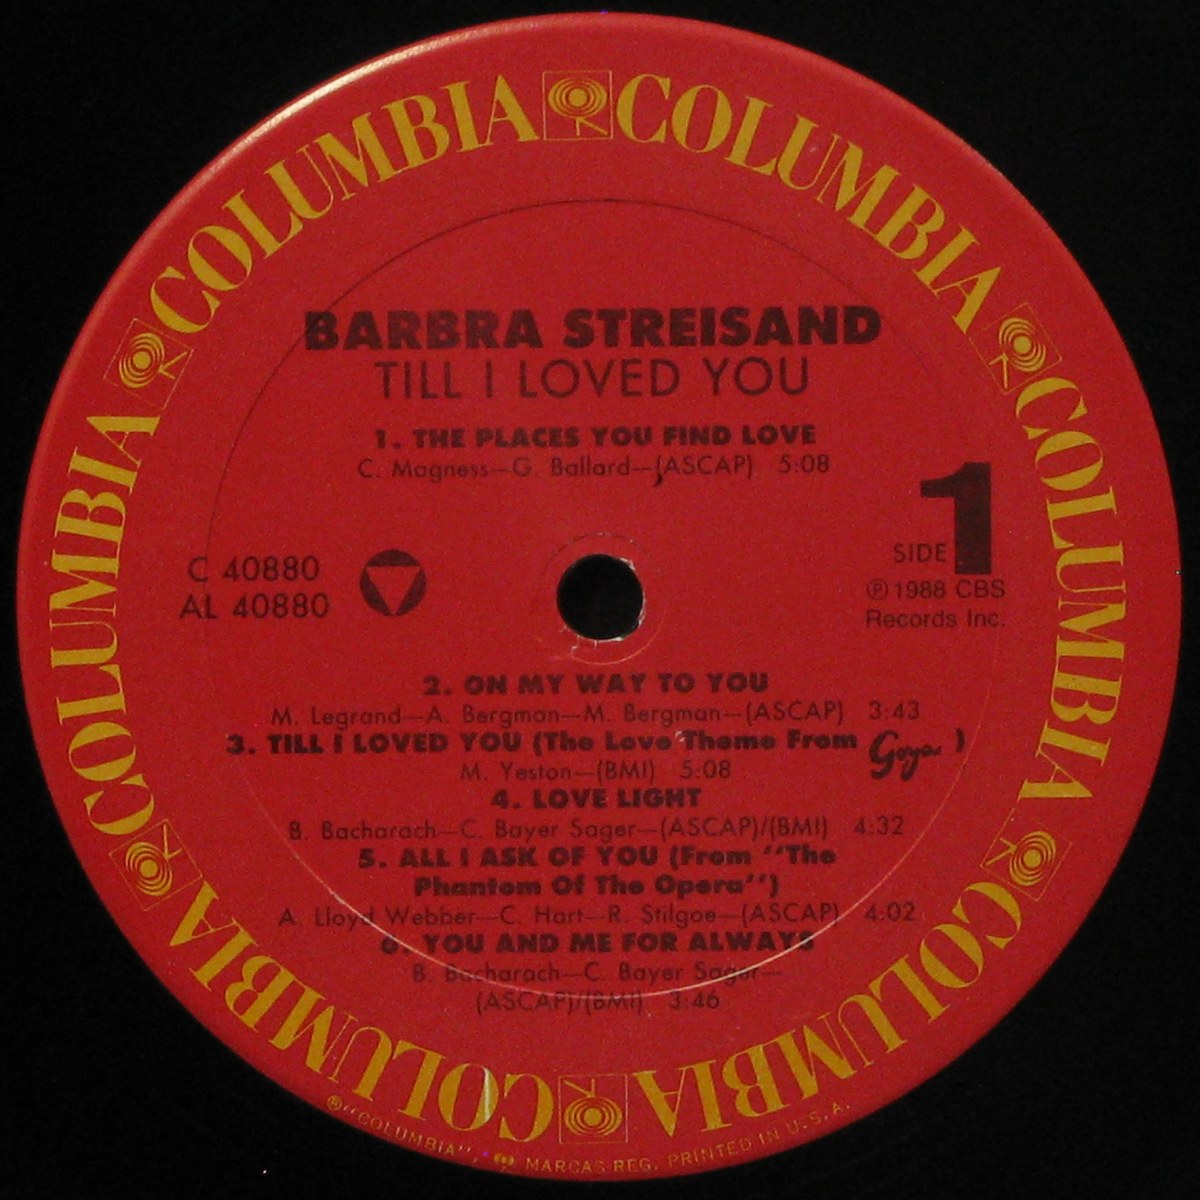 COLUMBIA COLUMBIA COLUMBIA COLUMBIA COLUMBIA COLUMBIA COLUMBIA COLUMBIA
BARBRA STREISAND
TILL I LOVED YOU
1. THE PLACES YOU FIND LOVE
C. Magness—G. Ballard—(ASCAP) 5:08
C 40880
AL 40880
SIDE 1
℗ 1988 CBS
Records Inc.
2. ON MY WAY TO YOU
M. Legrand—A. Bergman—M. Bergman—(ASCAP) 3:43
3. TILL I LOVED YOU (The Love Theme From Goya)
M. Yeston—(BMI) 5:08
4. LOVE LIGHT
B. Bacharach—C. Bayer Sager—(ASCAP)/(BMI) 4:32
5. ALL I ASK OF YOU (From "The
Phantom Of The Opera")
A. Lloyd Webber—C. Hart—R. Stilgoe—(ASCAP) 4:02
6. YOU AND ME FOR ALWAYS
B. Bacharach—C. Bayer Sager—
(ASCAP)/(BMI) 3:46
® "COLUMBIA", MARCAS REG. PRINTED IN U.S.A.